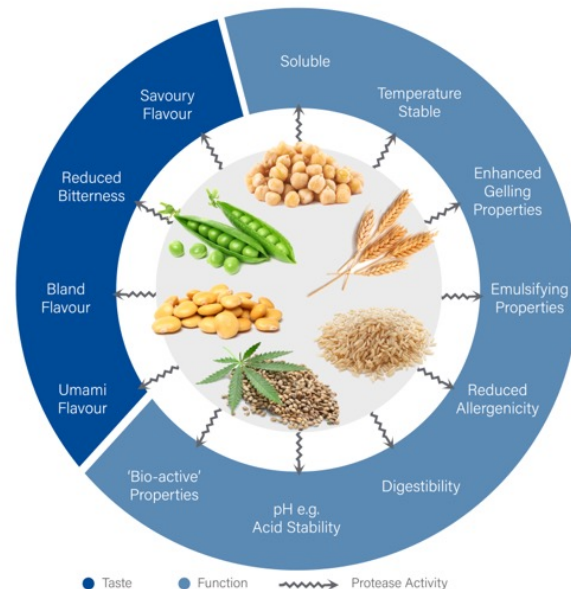 Soluble
Temperature
Stable
Enhanced
Gelling
Properties
Emulsifying
Properties
Reduced
Allergenicity
Digestibility
pH e.g.
Acid Stability
'Bio-active'
Properties
Umami
Flavour
Bland
Flavour
Reduced
Bitterness
Savoury
Flavour
Taste
Function
Protease Activity